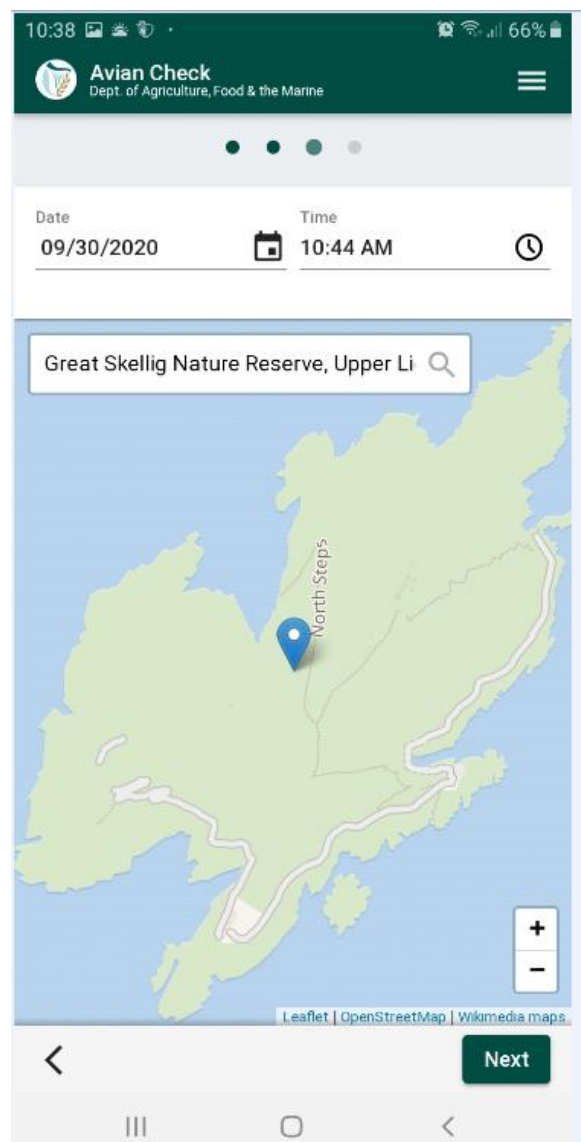 10:38 66%
Avian Check
Dept. of Agriculture, Food & the Marine
Date Time
09/30/2020 10:44 AM
Great Skellig Nature Reserve, Upper Li
North Steps
+
−
Leaflet | OpenStreetMap | Wikimedia maps
Next